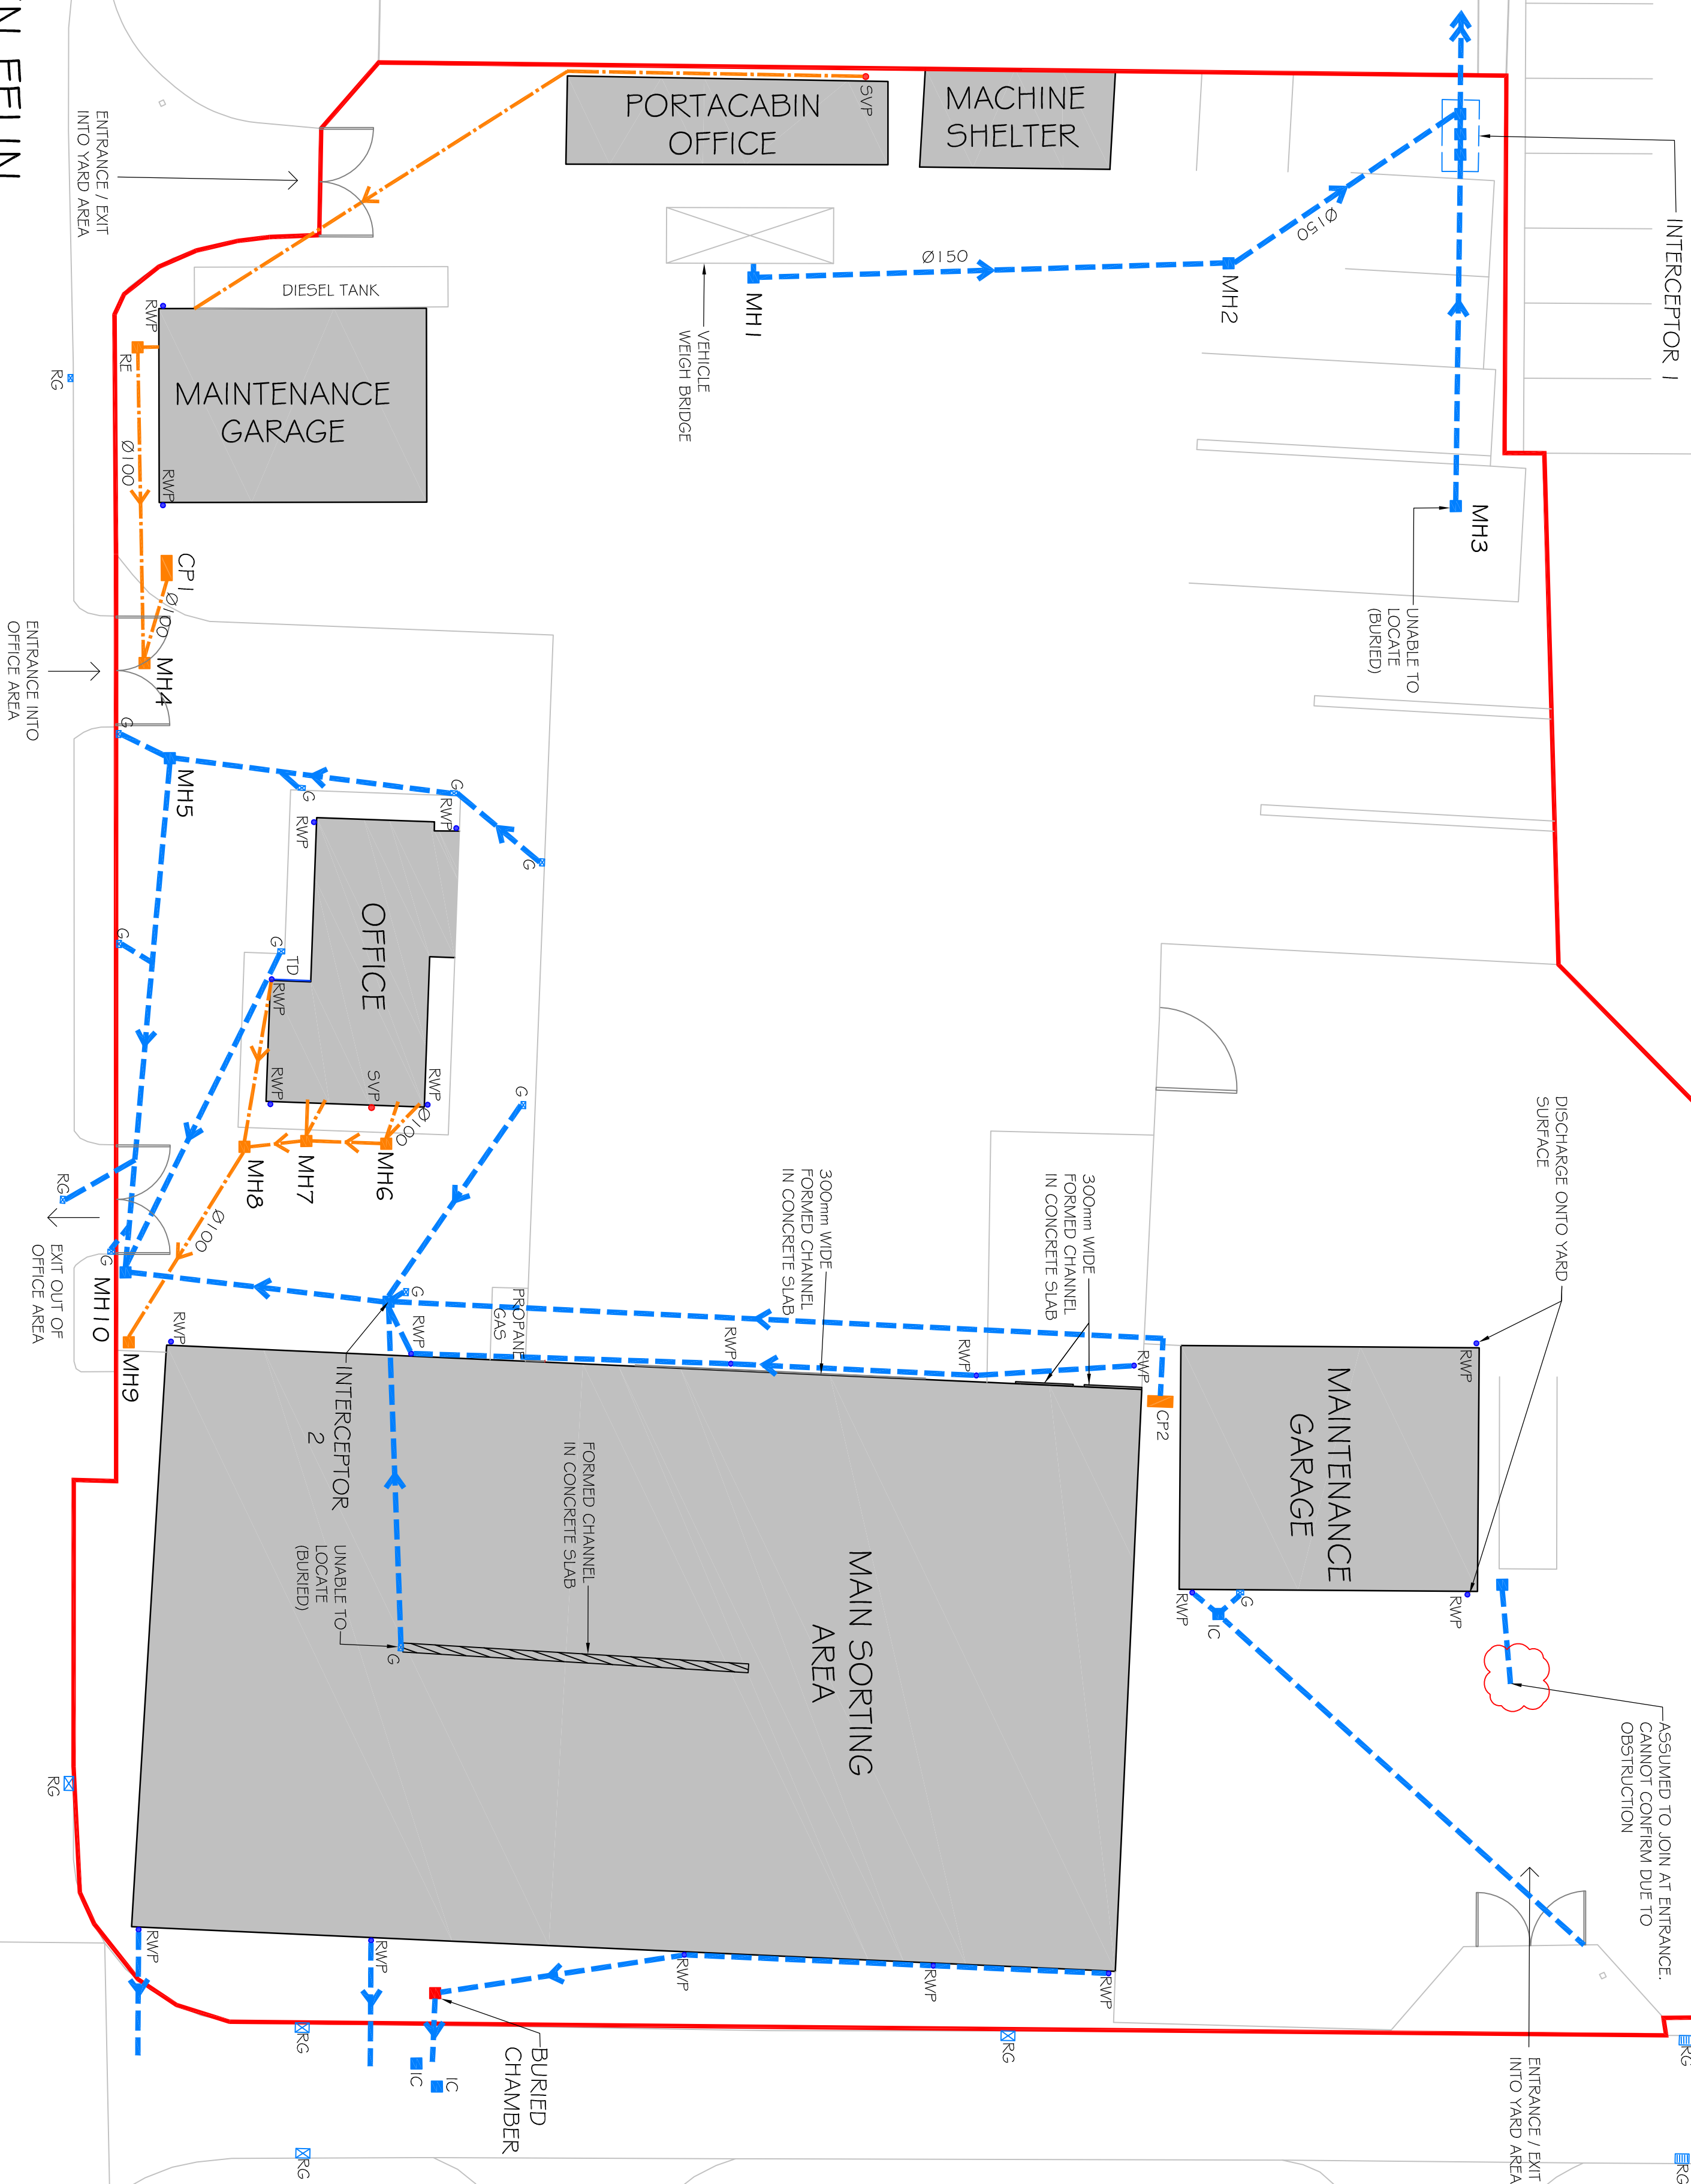 N FELIN
ENTRANCE / EXIT
INTO YARD AREA
PORTACABIN
OFFICE
SVP
MACHINE
SHELTER
INTERCEPTOR 1
Ø150
Ø150
MH1
MH2
VEHICLE
WEIGH BRIDGE
MH3
UNABLE TO
LOCATE
(BURIED)
DIESEL TANK
RWP
RE
RG
MAINTENANCE
GARAGE
Ø100
RWP
CP1
Ø100
MH4
ENTRANCE INTO
OFFICE AREA
G
MH5
G
G
RWP
RWP
G
OFFICE
G
G
TD
RWP
RWP
SVP
RWP
Ø100
G
MH6
MH7
MH8
Ø100
RG
G
EXIT OUT OF
OFFICE AREA
MH10
MH9
RWP
INTERCEPTOR
2
G
RWP
PROPANE
GAS
RWP
RWP
RWP
300mm WIDE
FORMED CHANNEL
IN CONCRETE SLAB
300mm WIDE
FORMED CHANNEL
IN CONCRETE SLAB
DISCHARGE ONTO YARD
SURFACE
CP2
MAINTENANCE
GARAGE
RWP
RWP
RWP
G
IC
FORMED CHANNEL
IN CONCRETE SLAB
UNABLE TO
LOCATE
(BURIED)
G
MAIN SORTING
AREA
ASSUMED TO JOIN AT ENTRANCE.
CANNOT CONFIRM DUE TO
OBSTRUCTION
RG
RWP
RWP
RWP
RWP
RWP
BURIED
CHAMBER
IC
IC
RG
RG
RG
RG
RG
ENTRANCE / EXIT
INTO YARD AREA